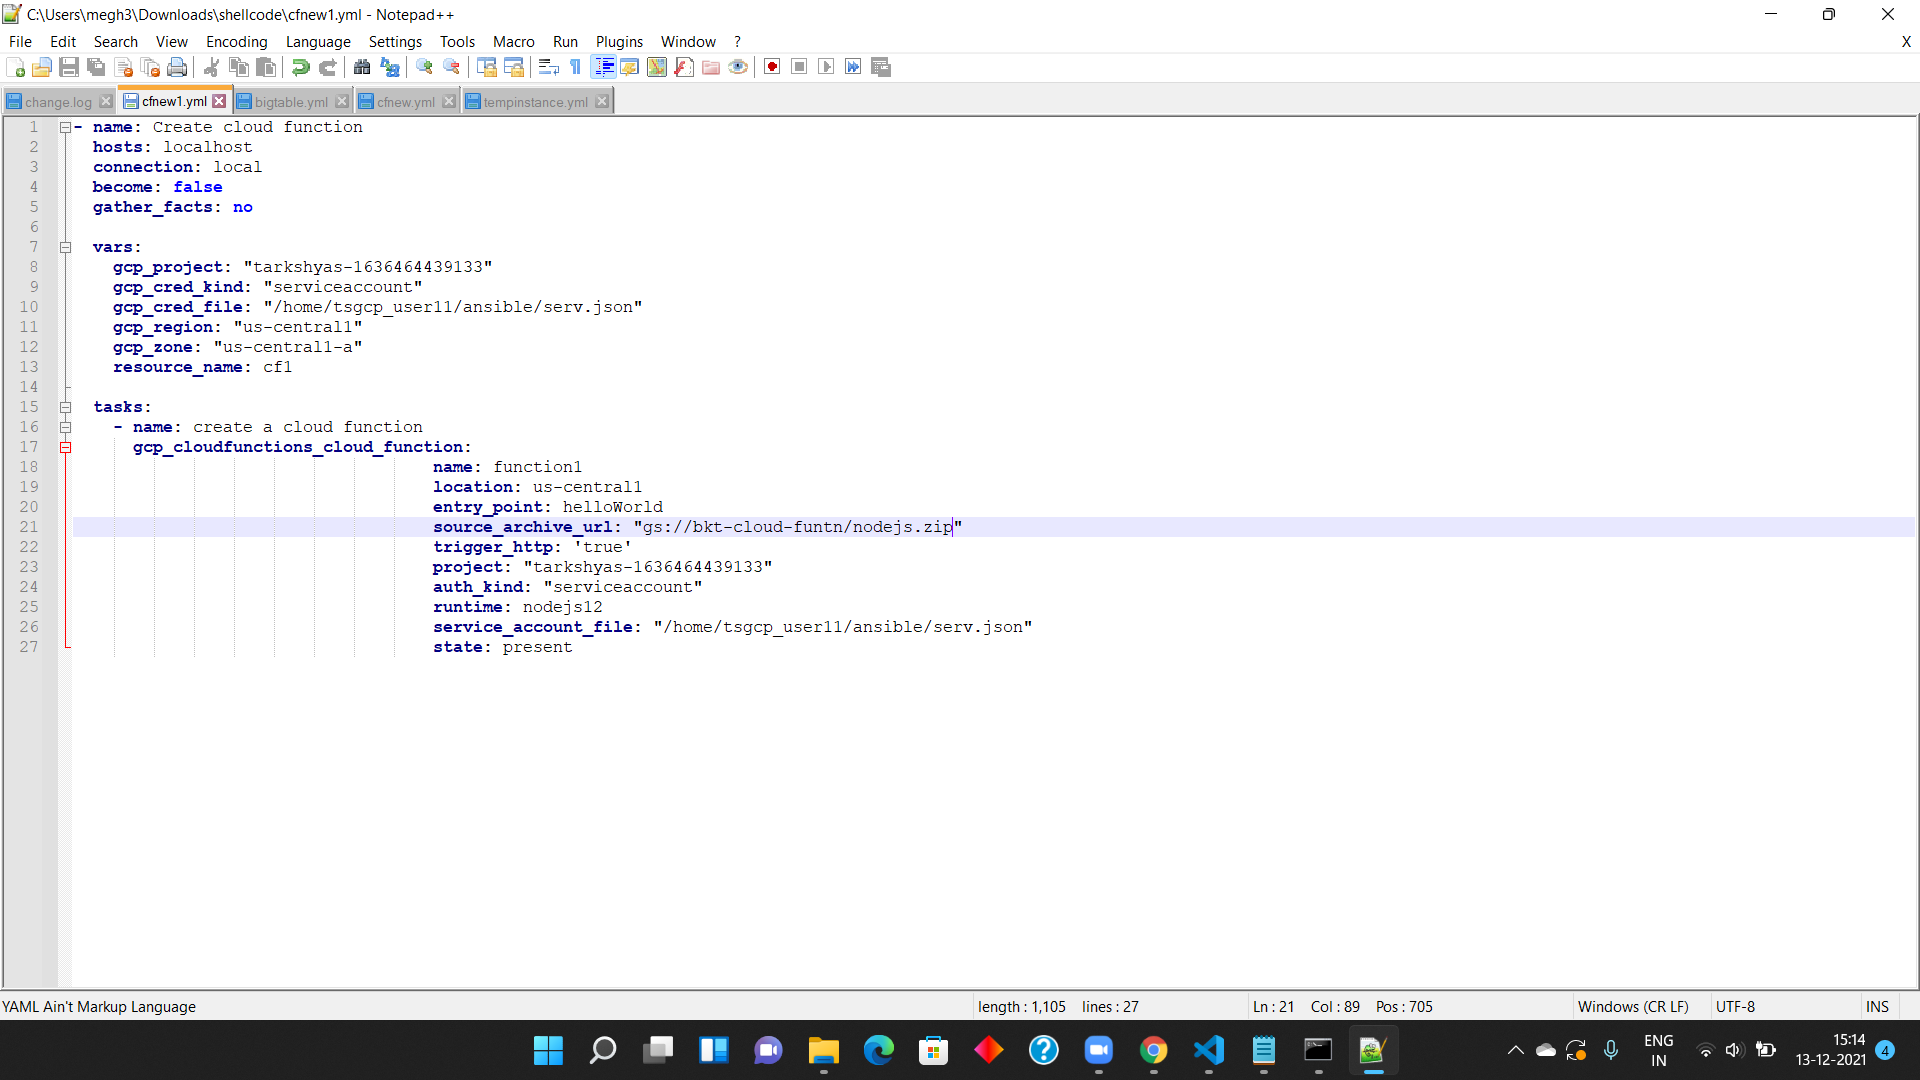 C:\Users\megh3\Downloads\shellcode\cfnew1.yml - Notepad++
File Edit Search View Encoding Language Settings Tools Macro Run Plugins Window ? X
change.log cfnew1.yml bigtable.yml cfnew.yml tempinstance.yml
1 - name: Create cloud function
2 hosts: localhost
3 connection: local
4 become: false
5 gather_facts: no
6
7 vars:
8 gcp_project: "tarkshyas-1636464439133"
9 gcp_cred_kind: "serviceaccount"
10 gcp_cred_file: "/home/tsgcp_user11/ansible/serv.json"
11 gcp_region: "us-central1"
12 gcp_zone: "us-central1-a"
13 resource_name: cf1
14
15 tasks:
16 - name: create a cloud function
17 gcp_cloudfunctions_cloud_function:
18 name: function1
19 location: us-central1
20 entry_point: helloWorld
21 source_archive_url: "gs://bkt-cloud-funtn/nodejs.zip"
22 trigger_http: 'true'
23 project: "tarkshyas-1636464439133"
24 auth_kind: "serviceaccount"
25 runtime: nodejs12
26 service_account_file: "/home/tsgcp_user11/ansible/serv.json"
27 state: present
YAML Ain't Markup Language length : 1,105 lines : 27 Ln : 21 Col : 89 Pos : 705 Windows (CR LF) UTF-8 INS
ENG 15:14
IN 13-12-2021 4